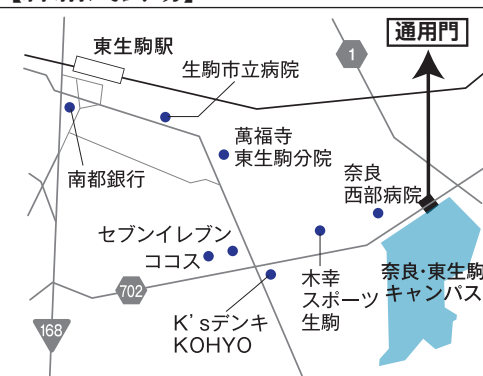 通用門
東生駒駅
1
生駒市立病院
萬福寺
東生駒分院
南都銀行
奈良
西部病院
セブンイレブン
ココス
702
木幸
スポーツ
生駒
奈良・東生駒
キャンパス
168
K'sデンキ
KOHYO